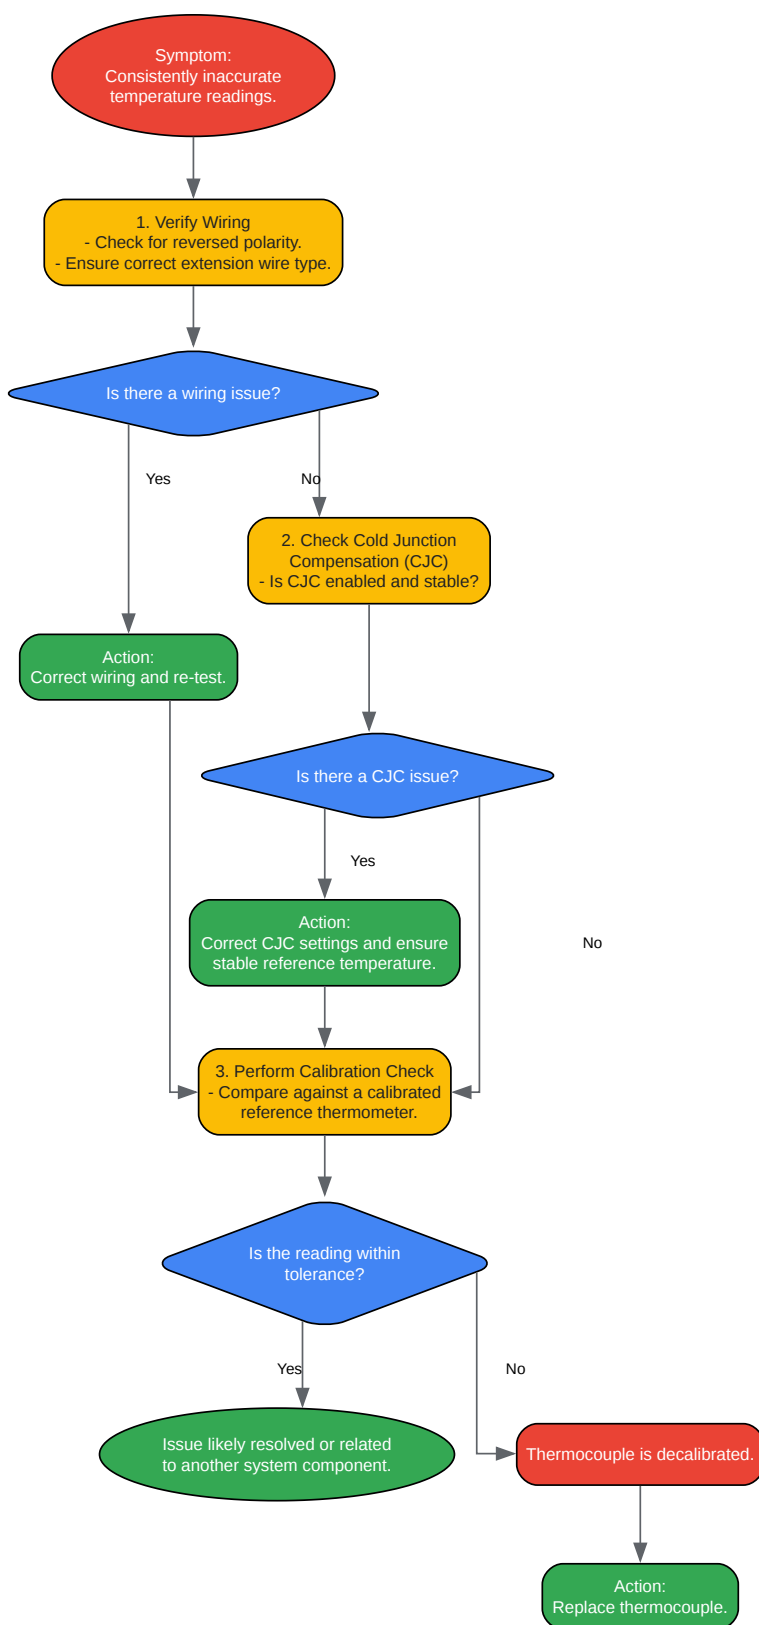 Symptom:
Consistently inaccurate
temperature readings.
1. Verify Wiring
- Check for reversed polarity.
- Ensure correct extension wire type.
Is there a wiring issue?
Yes
No
2. Check Cold Junction
Compensation (CJC)
- Is CJC enabled and stable?
Action:
Correct wiring and re-test.
Is there a CJC issue?
Yes
Action:
Correct CJC settings and ensure
stable reference temperature.
No
3. Perform Calibration Check
- Compare against a calibrated
reference thermometer.
Is the reading within
tolerance?
Yes
No
Issue likely resolved or related
to another system component.
Thermocouple is decalibrated.
Action:
Replace thermocouple.